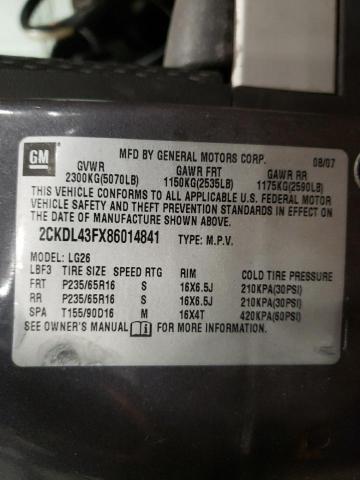 GM
MFD BY GENERAL MOTORS CORP. 08/07
GVWR GAWR FRT GAWR RR
2300KG(5070LB) 1150KG(2535LB) 1175KG(2590LB)
THIS VEHICLE CONFORMS TO ALL APPLICABLE U.S. FEDERAL MOTOR
VEHICLE SAFETY AND THEFT PREVENTION STANDARDS IN EFFECT ON
THE DATE OF MANUFACTURE SHOWN ABOVE.
2CKDL43FX86014841 TYPE: M.P.V.
MODEL: LG26
LBF3 TIRE SIZE SPEED RTG RIM COLD TIRE PRESSURE
FRT P235/65R16 S 16X6.5J 210KPA(30PSI)
RR P235/65R16 S 16X6.5J 210KPA(30PSI)
SPA T155/90D16 M 16X4T 420KPA(60PSI)
SEE OWNER'S MANUAL FOR MORE INFORMATION.